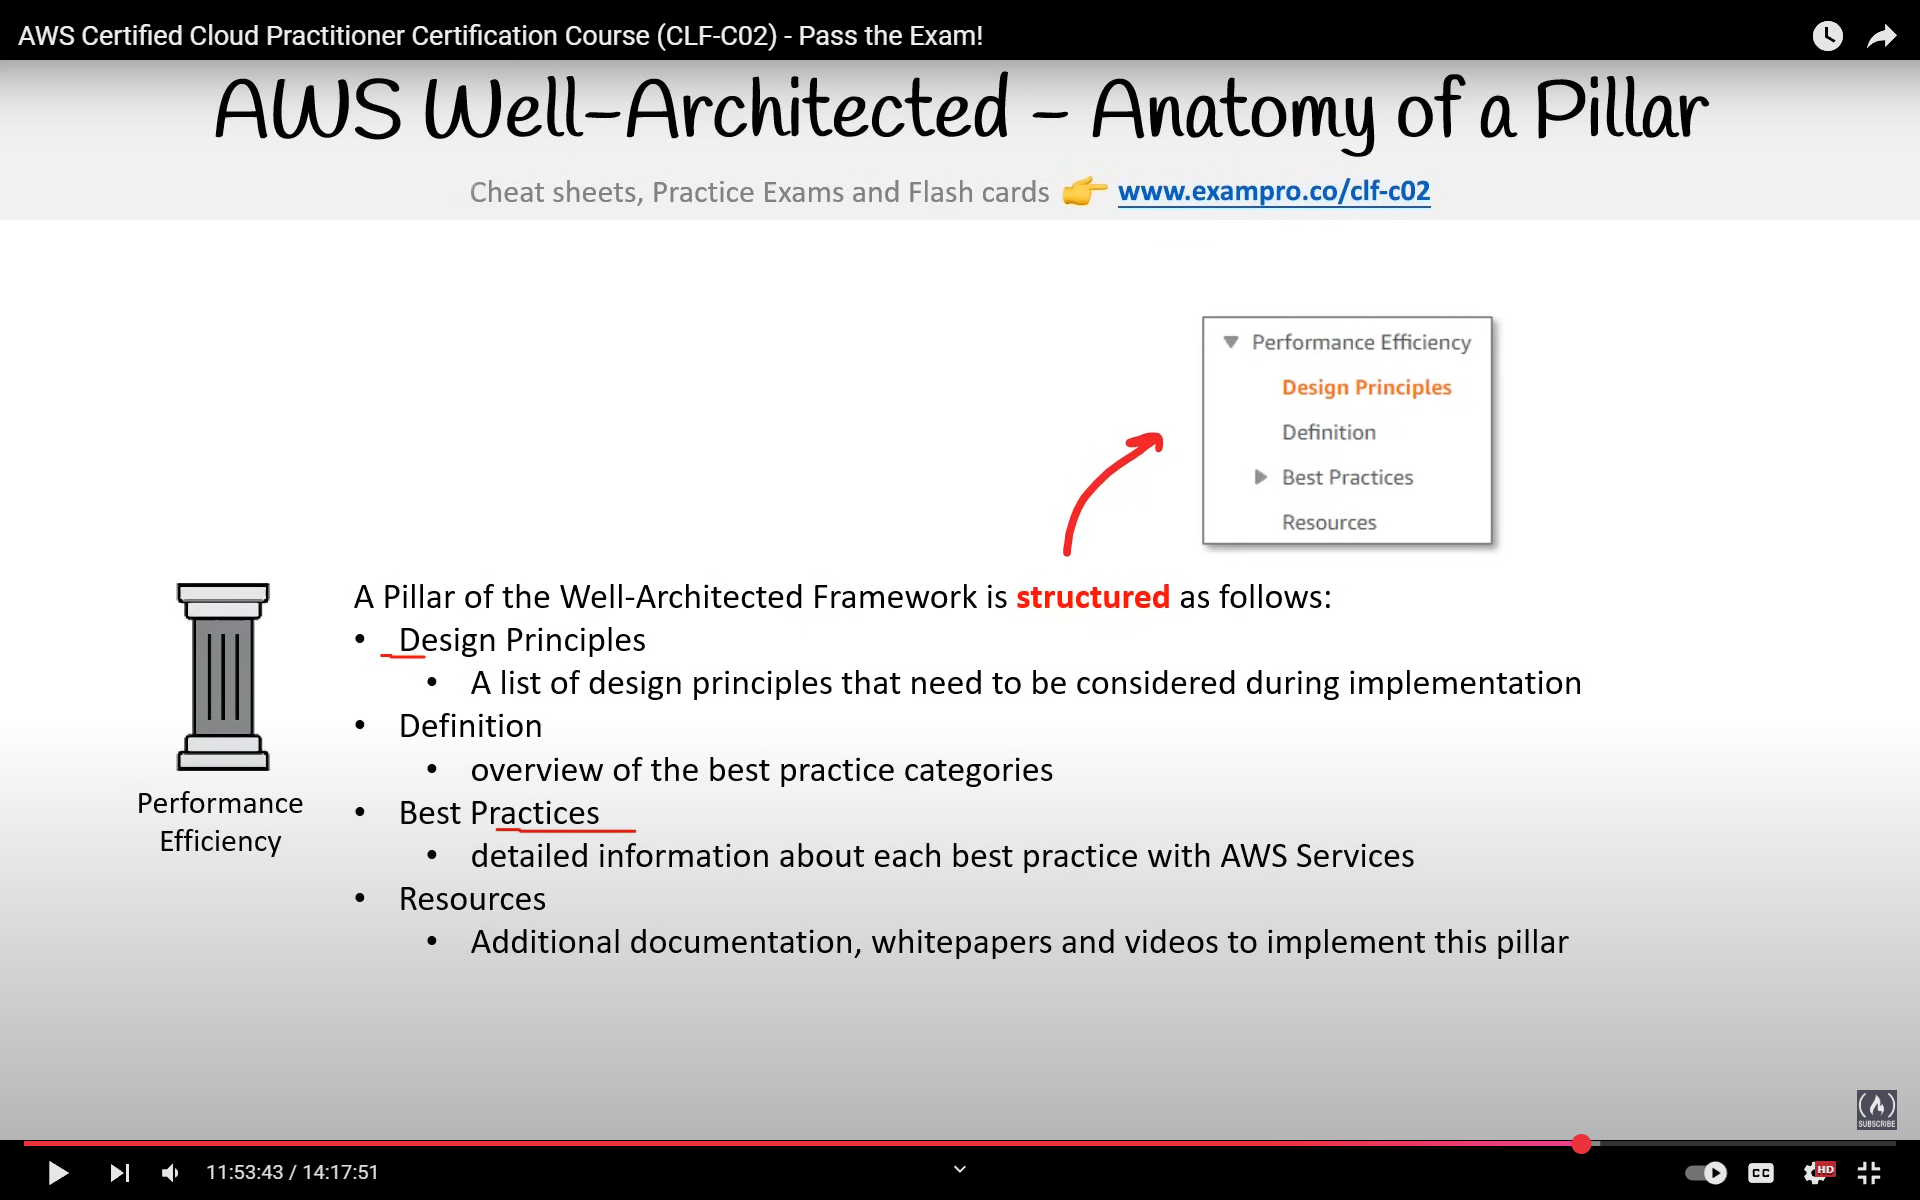 AWS Certified Cloud Practitioner Certification Course (CLF-C02) - Pass the Exam!
AWS Well-Architected - Anatomy of a Pillar
Cheat sheets, Practice Exams and Flash cards 👉 www.exampro.co/clf-c02
Performance Efficiency
Design Principles
Definition
Best Practices
Resources
A Pillar of the Well-Architected Framework is structured as follows:
• Design Principles
• A list of design principles that need to be considered during implementation
• Definition
• overview of the best practice categories
• Best Practices
• detailed information about each best practice with AWS Services
• Resources
• Additional documentation, whitepapers and videos to implement this pillar
Performance
Efficiency
SUBSCRIBE
11:53:43 / 14:17:51
CC
HD